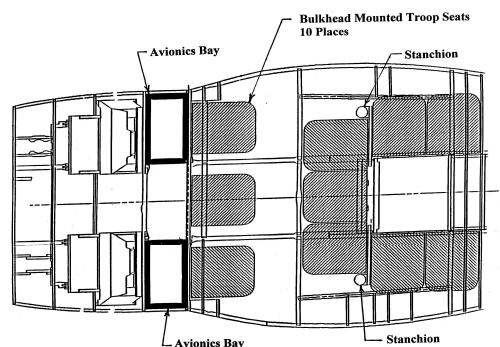 Bulkhead Mounted Troop Seats
10 Places
Avionics Bay
Stanchion
Stanchion
Avionics Bay